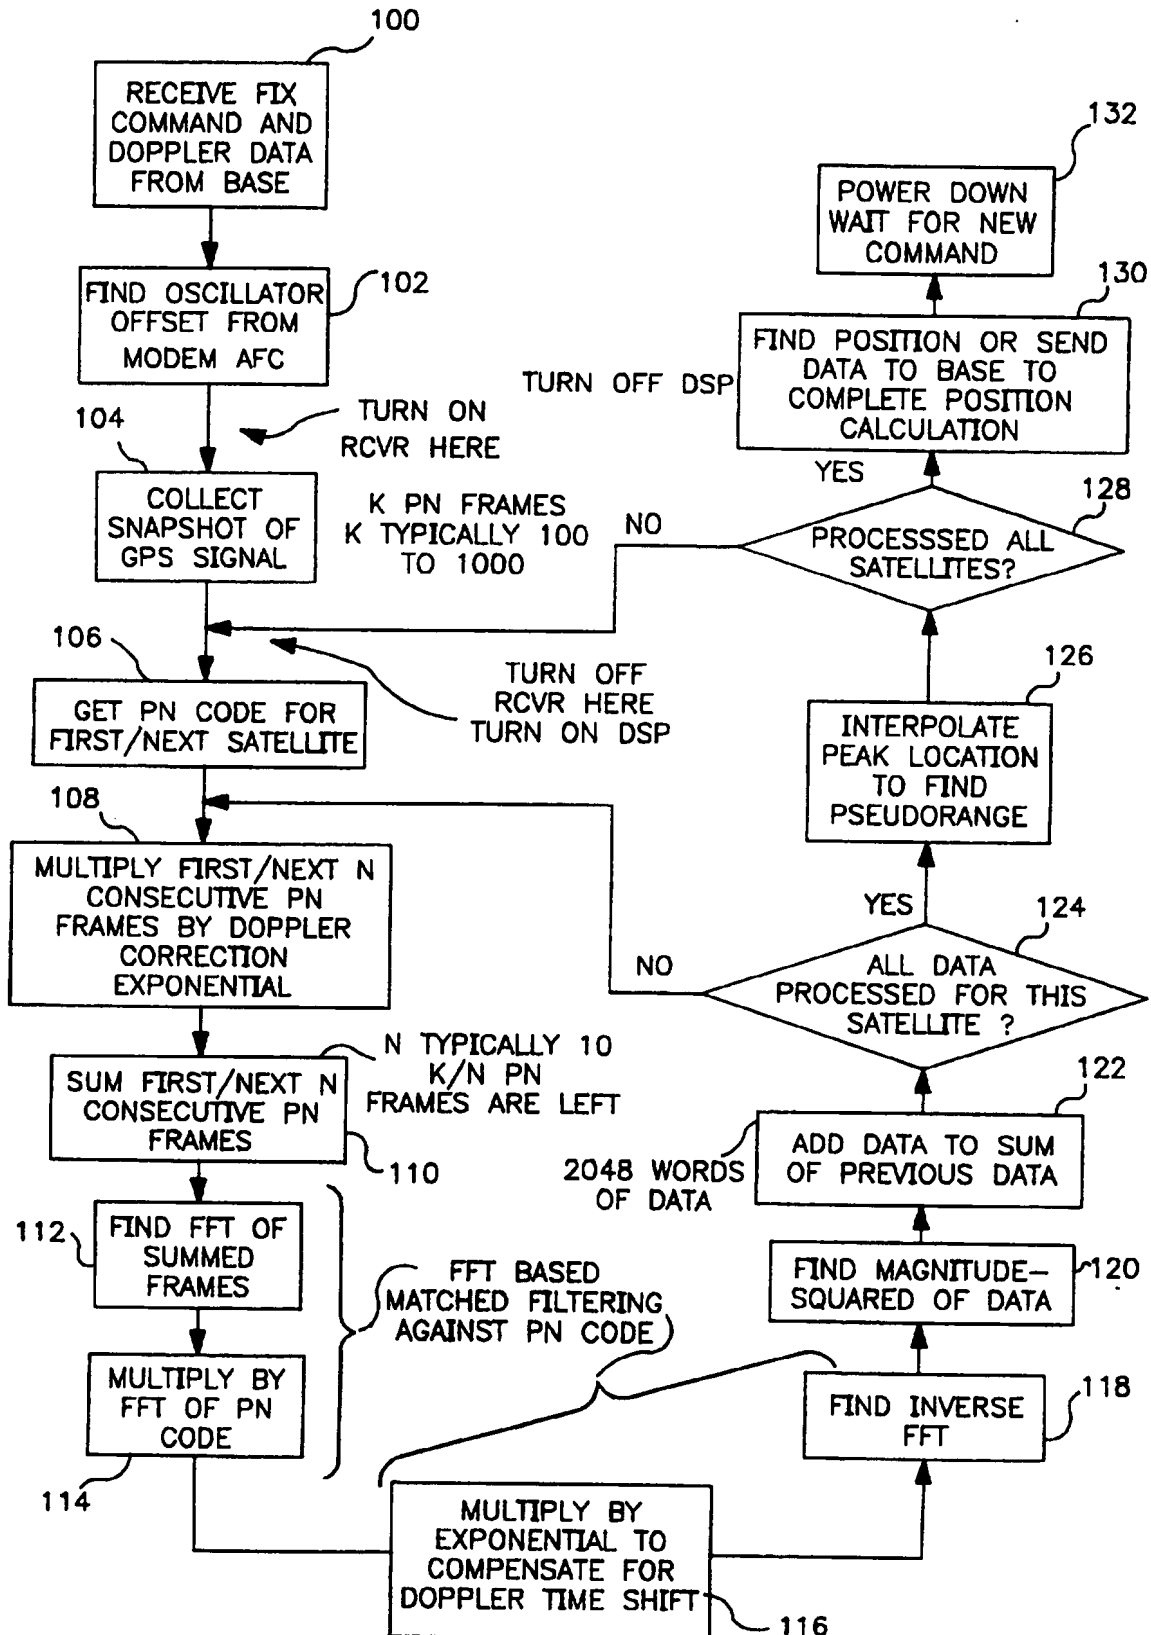 100
RECEIVE FIX
COMMAND AND
DOPPLER DATA
FROM BASE
102
FIND OSCILLATOR
OFFSET FROM
MODEM AFC
TURN ON
RCVR HERE
104
COLLECT
SNAPSHOT OF
GPS SIGNAL
K PN FRAMES
K TYPICALLY 100
TO 1000
106
TURN OFF
RCVR HERE
TURN ON DSP
GET PN CODE FOR
FIRST/NEXT SATELLITE
108
MULTIPLY FIRST/NEXT N
CONSECUTIVE PN
FRAMES BY DOPPLER
CORRECTION
EXPONENTIAL
N TYPICALLY 10
K/N PN
FRAMES ARE LEFT
SUM FIRST/NEXT N
CONSECUTIVE PN
FRAMES
110
112
FIND FFT OF
SUMMED
FRAMES
FFT BASED
MATCHED FILTERING
AGAINST PN CODE
MULTIPLY BY
FFT OF PN
CODE
114
MULTIPLY BY
EXPONENTIAL TO
COMPENSATE FOR
DOPPLER TIME SHIFT
116
FIND INVERSE
FFT
118
FIND MAGNITUDE-
SQUARED OF DATA
120
2048 WORDS
OF DATA
ADD DATA TO SUM
OF PREVIOUS DATA
122
ALL DATA
PROCESSED FOR THIS
SATELLITE ?
124
NO
YES
INTERPOLATE
PEAK LOCATION
TO FIND
PSEUDORANGE
126
PROCESSSED ALL
SATELLITES?
128
NO
YES
TURN OFF DSP
FIND POSITION OR SEND
DATA TO BASE TO
COMPLETE POSITION
CALCULATION
130
POWER DOWN
WAIT FOR NEW
COMMAND
132